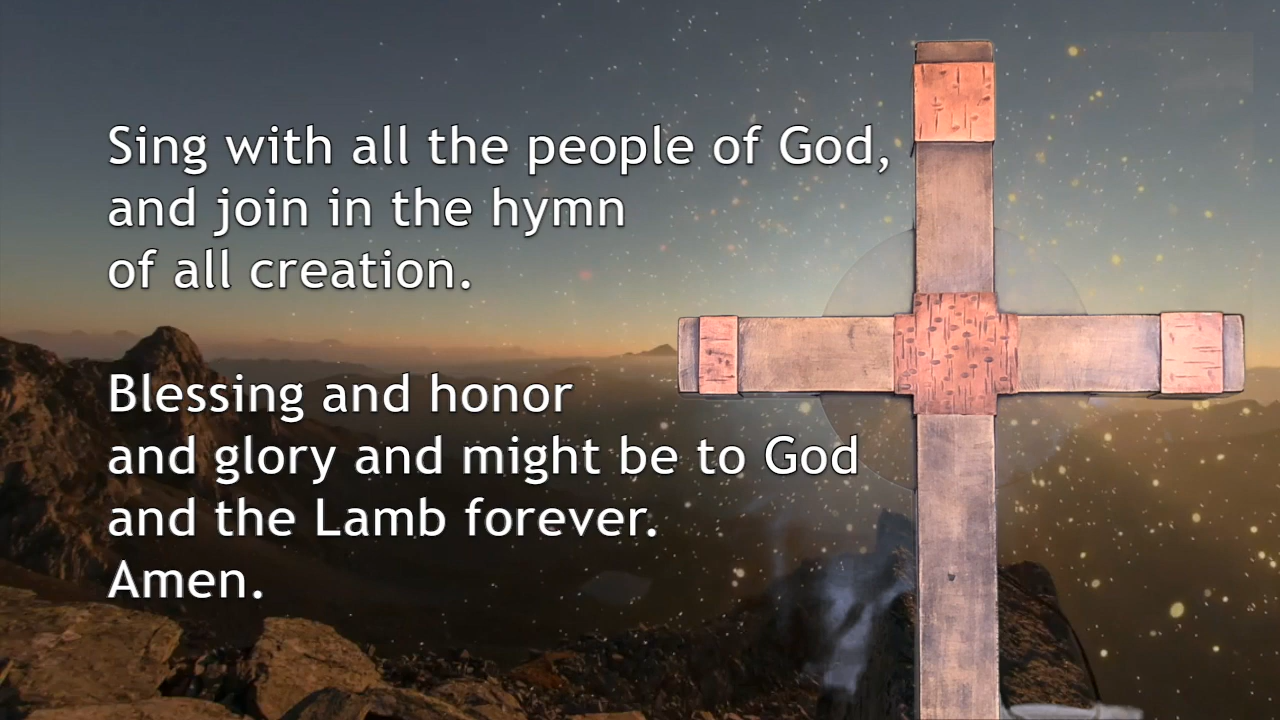 Sing with all the people of God,
and join in the hymn
of all creation.
Blessing and honor
and glory and might be to God
and the Lamb forever.
Amen.